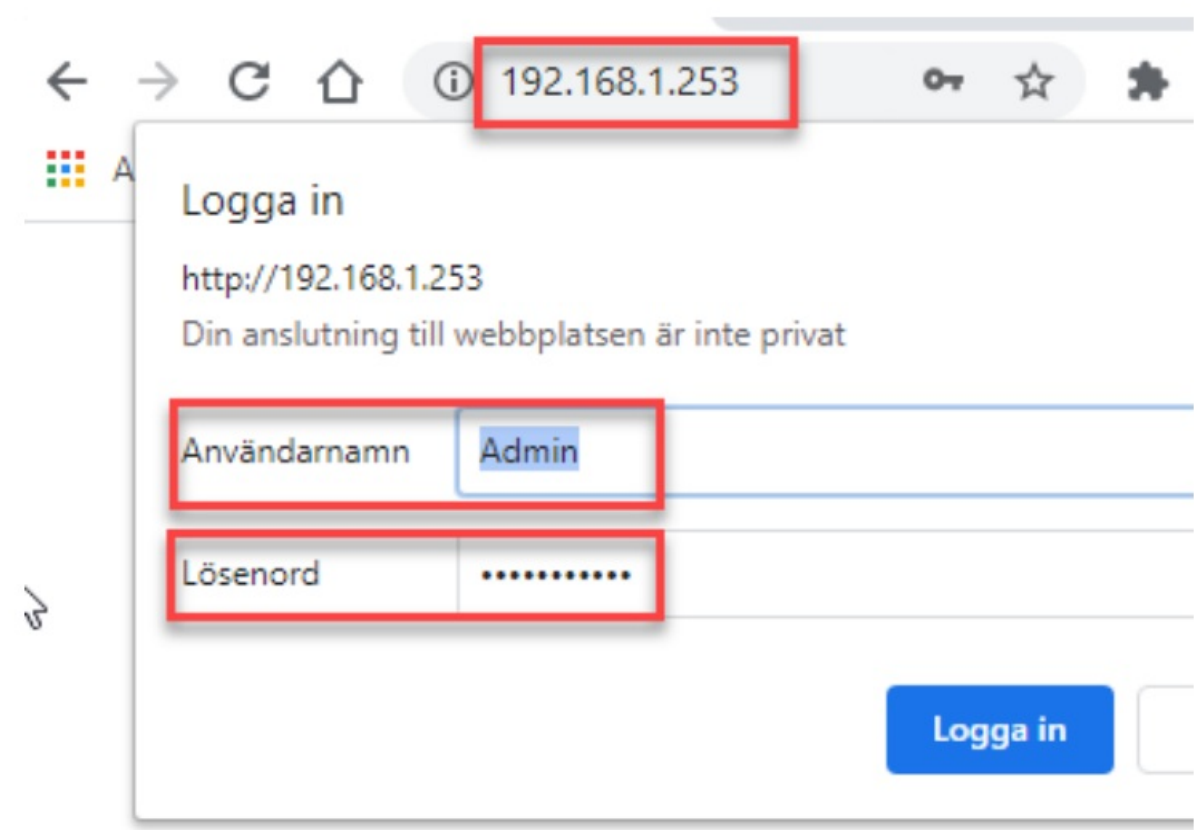 192.168.1.253
A
Logga in
http://192.168.1.253
Din anslutning till webbplatsen är inte privat
Användarnamn Admin
Lösenord •••••••••••
Logga in